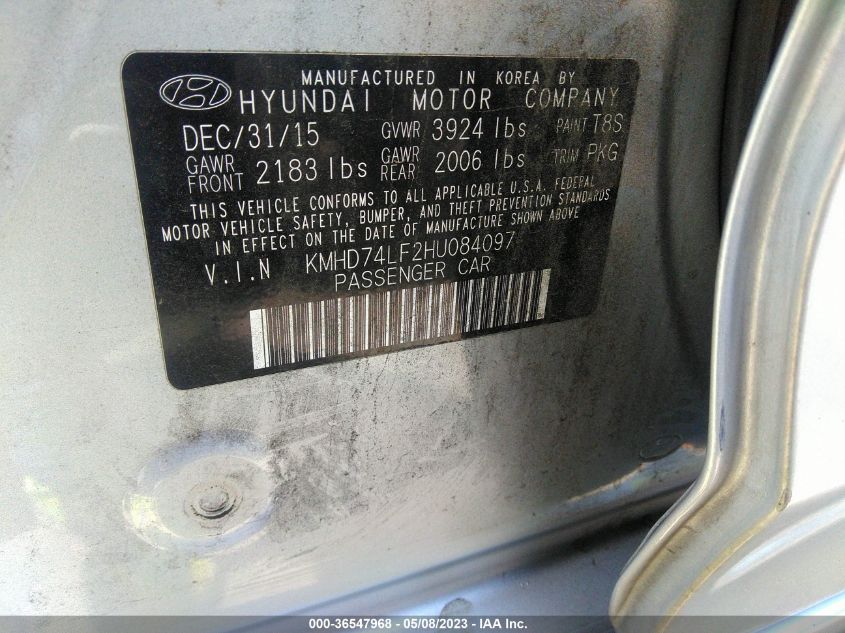 MANUFACTURED IN KOREA BY
HYUNDAI MOTOR COMPANY
DEC/31/15 GVWR 3924 lbs PAINT T8S
GAWR FRONT 2183 lbs GAWR REAR 2006 lbs TRIM PKG
THIS VEHICLE CONFORMS TO ALL APPLICABLE U.S.A. FEDERAL
MOTOR VEHICLE SAFETY, BUMPER, AND THEFT PREVENTION STANDARDS
IN EFFECT ON THE DATE OF MANUFACTURE SHOWN ABOVE
V.I.N KMHD74LF2HU084097
PASSENGER CAR
000-36547968 - 05/08/2023 - IAA Inc.